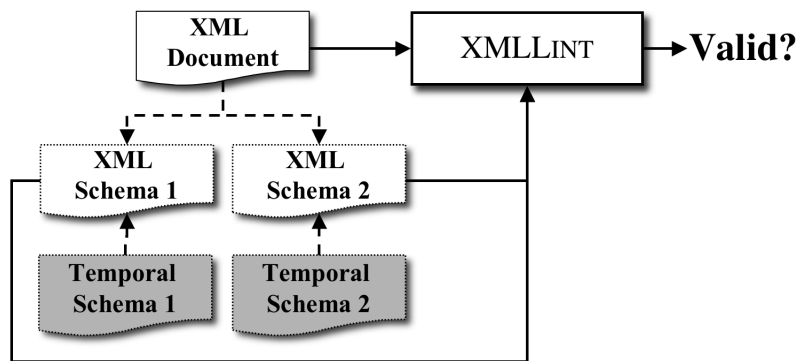 XML
Document
XMLLINT
Valid?
XML
Schema 1
XML
Schema 2
Temporal
Schema 1
Temporal
Schema 2